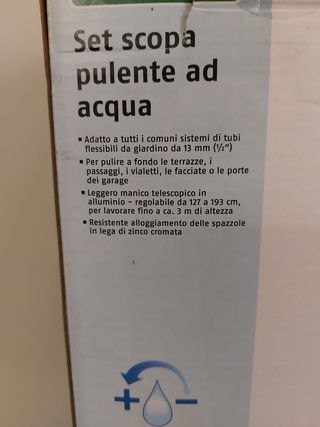 Set scopa
pulente ad
acqua
▪ Adatto a tutti i comuni sistemi di tubi
flessibili da giardino da 13 mm (½")
▪ Per pulire a fondo le terrazze, i
passaggi, i vialetti, le facciate o le porte
dei garage
▪ Leggero manico telescopico in
alluminio – regolabile da 127 a 193 cm,
per lavorare fino a ca. 3 m di altezza
▪ Resistente alloggiamento delle spazzole
in lega di zinco cromata
+ –